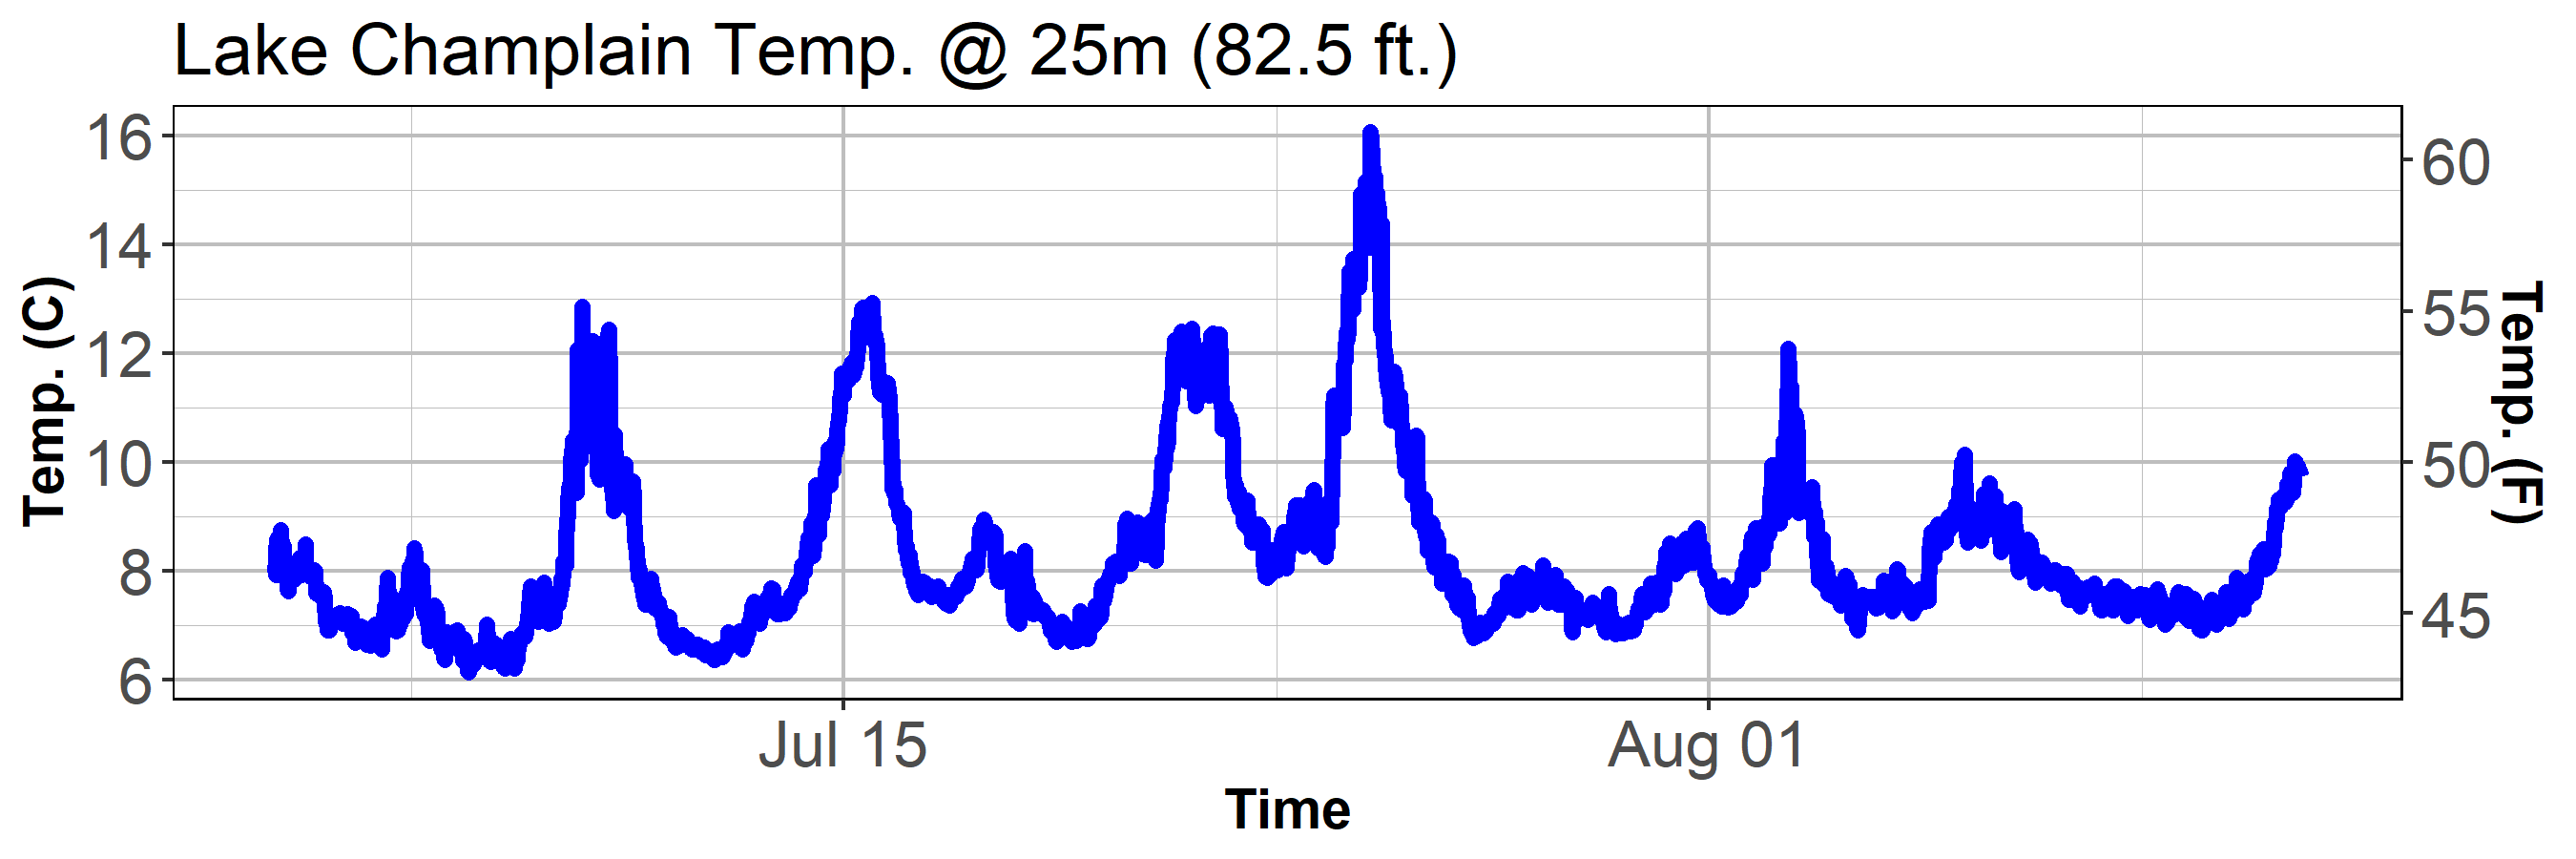 Lake Champlain Temp. @ 25m (82.5 ft.)
16
14
12
10
8
6
Temp. (C)
60
55
50
45
Temp. (F)
Jul 15
Aug 01
Time